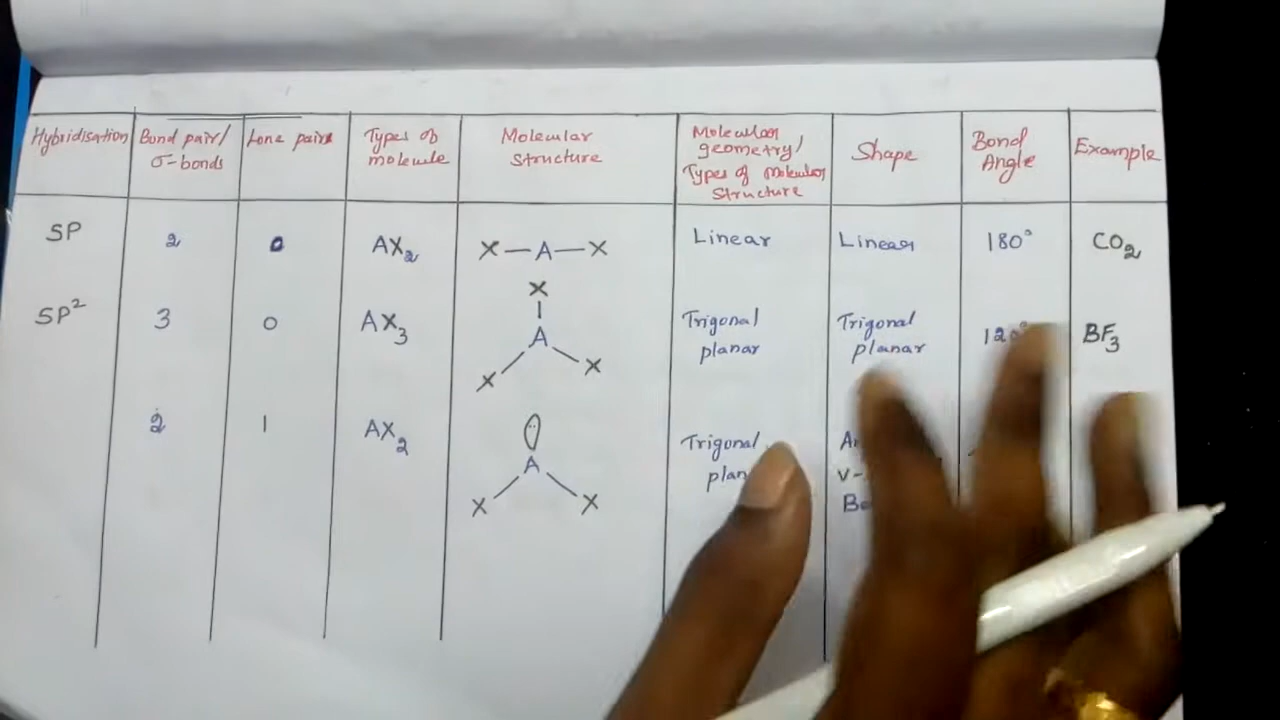 Hybridisation Bond pair/ σ-bonds Lone pairs Types of molecule Molecular Structure Molecular geometry/ Types of Molecular Structure Shape Bond Angle Example
SP 2 0 AX₂ X—A—X Linear Linear 180° CO₂
SP² 3 0 AX₃ X A X X Trigonal planar Trigonal planar 120° BF₃
2 1 AX₂ A X X Trigonal